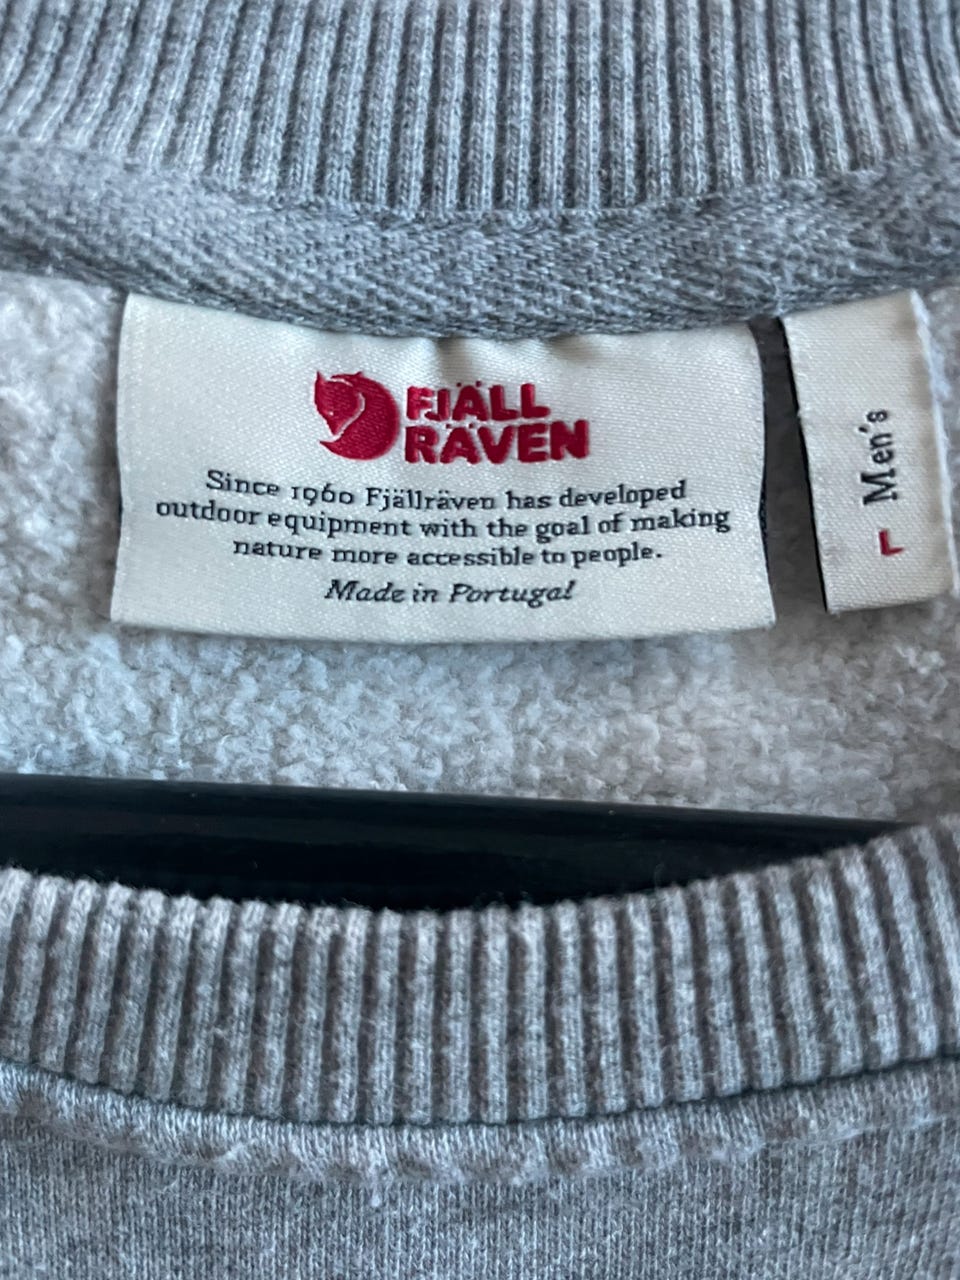 FJÄLL
RÄVEN
Since 1960 Fjällräven has developed
outdoor equipment with the goal of making
nature more accessible to people.
Made in Portugal
Men's
L